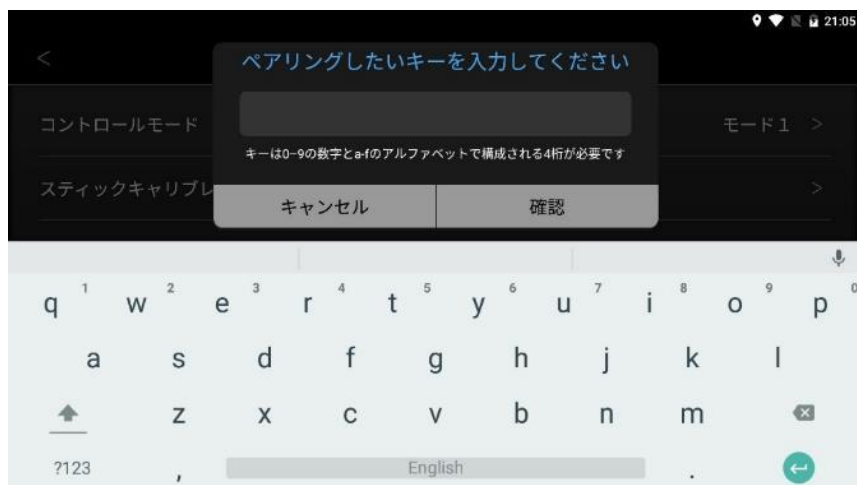 21:05
<
ペアリングしたいキーを入力してください
コントロールモード
モード1 >
キーは0-9の数字とa-fのアルファベットで構成される4桁が必要です
スティックキャリブレ
>
キャンセル
確認
q 1 w 2 e 3 r 4 t 5 y 6 u 7 i 8 o 9 p 0
a s d f g h j k l
z x c v b n m
?123 , English .